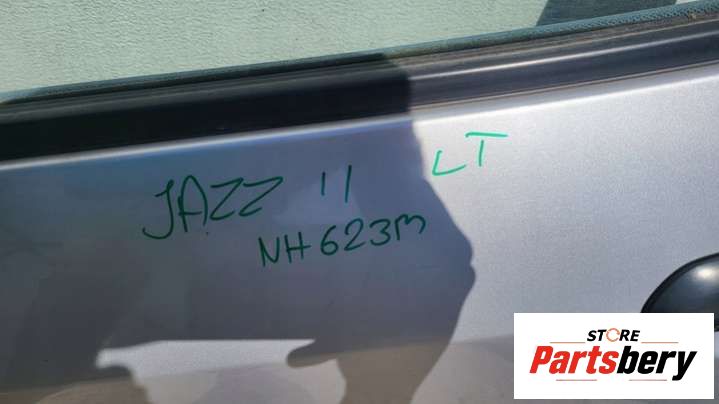 JAZZ 11 LT
NH623M
STORE
Partsbery